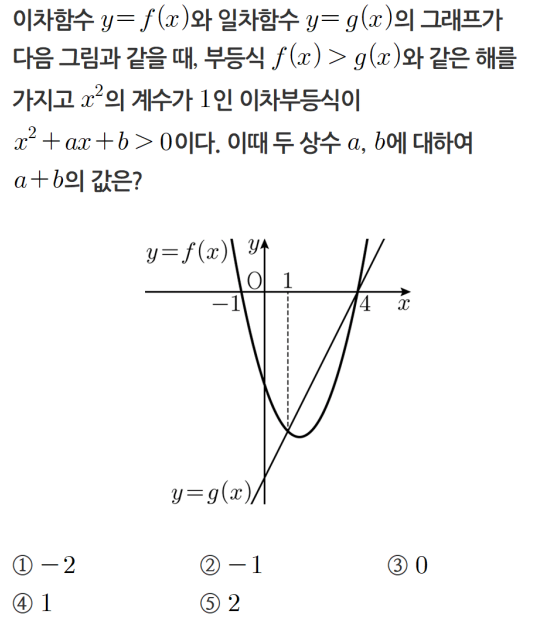 이차함수 y=f(x)와 일차함수 y=g(x)의 그래프가
다음 그림과 같을 때, 부등식 f(x)>g(x)와 같은 해를
가지고 x²의 계수가 1인 이차부등식이
x²+ax+b>0이다. 이때 두 상수 a, b에 대하여
a+b의 값은?
y=f(x) y
O 1
-1 4 x
y=g(x)
① -2 ② -1 ③ 0
④ 1 ⑤ 2